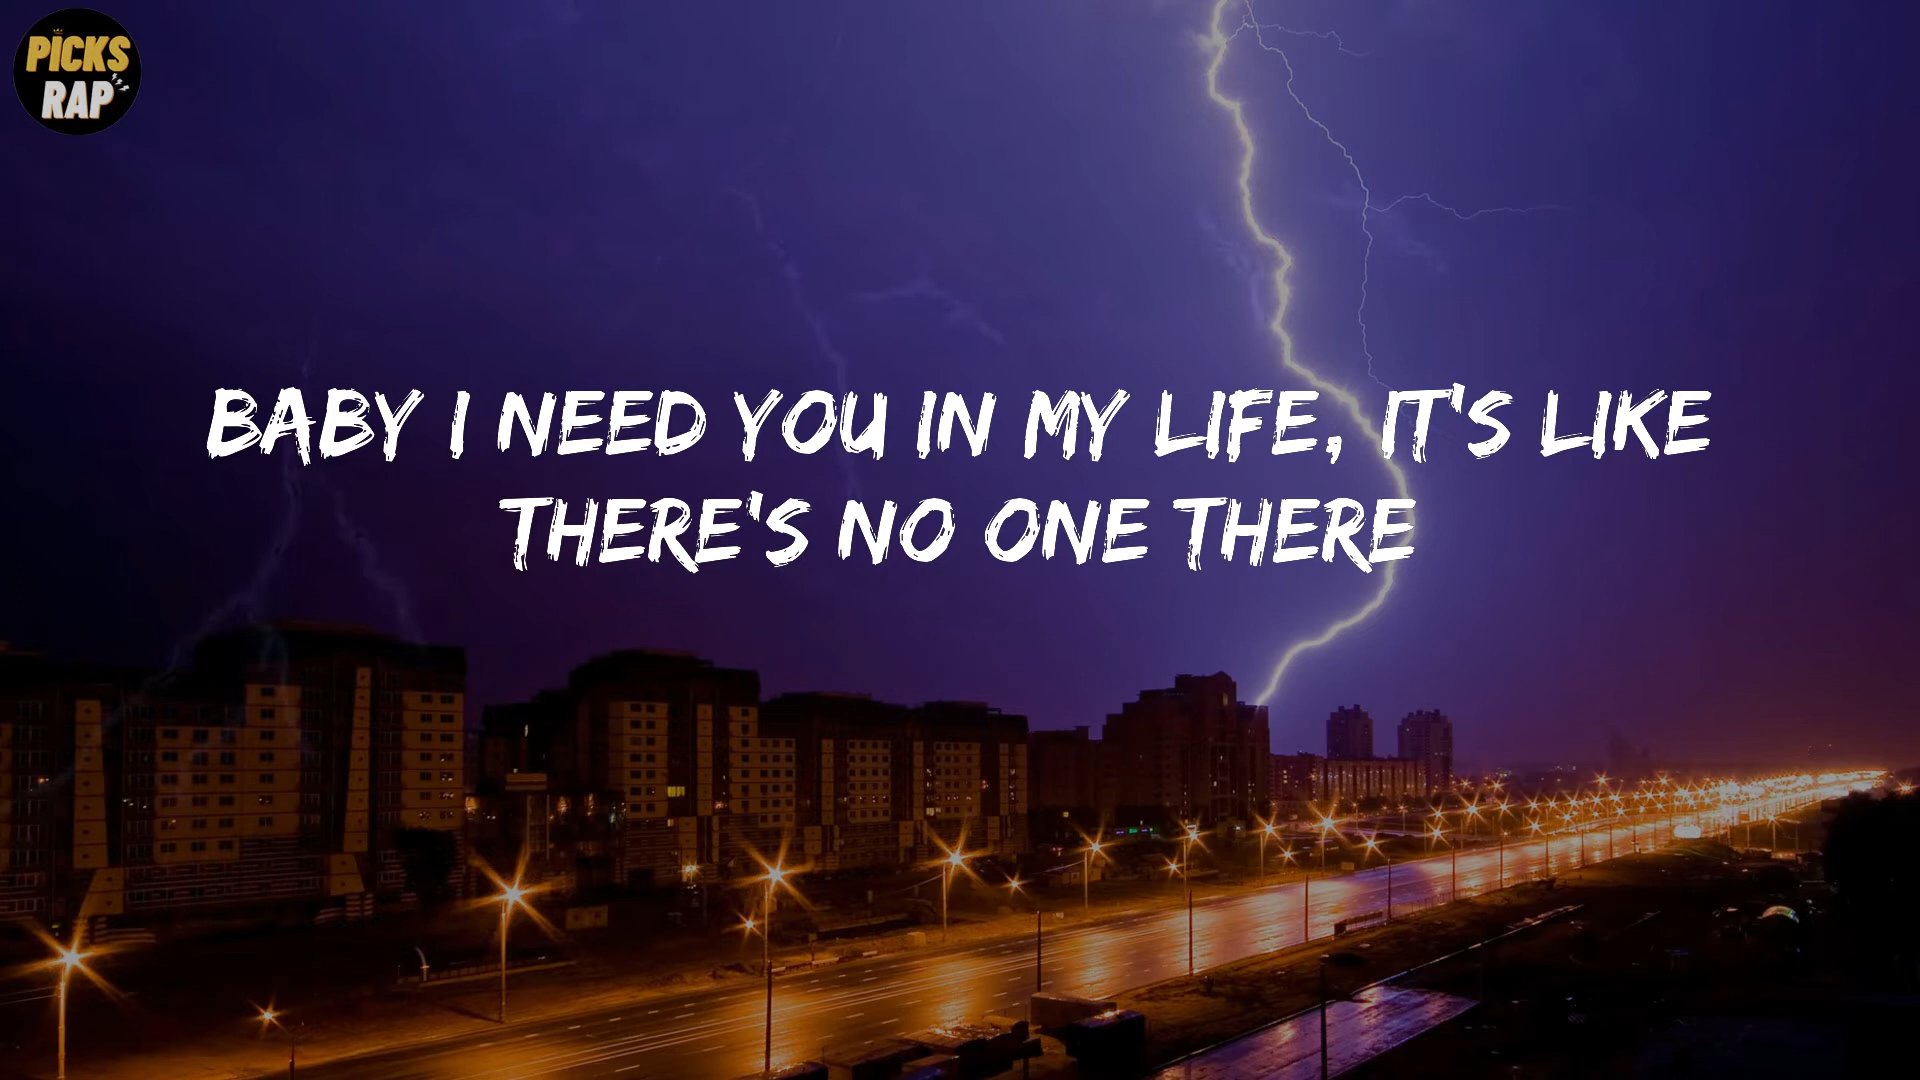 PICKS
RAP
BABY I NEED YOU IN MY LIFE, IT'S LIKE
THERE'S NO ONE THERE